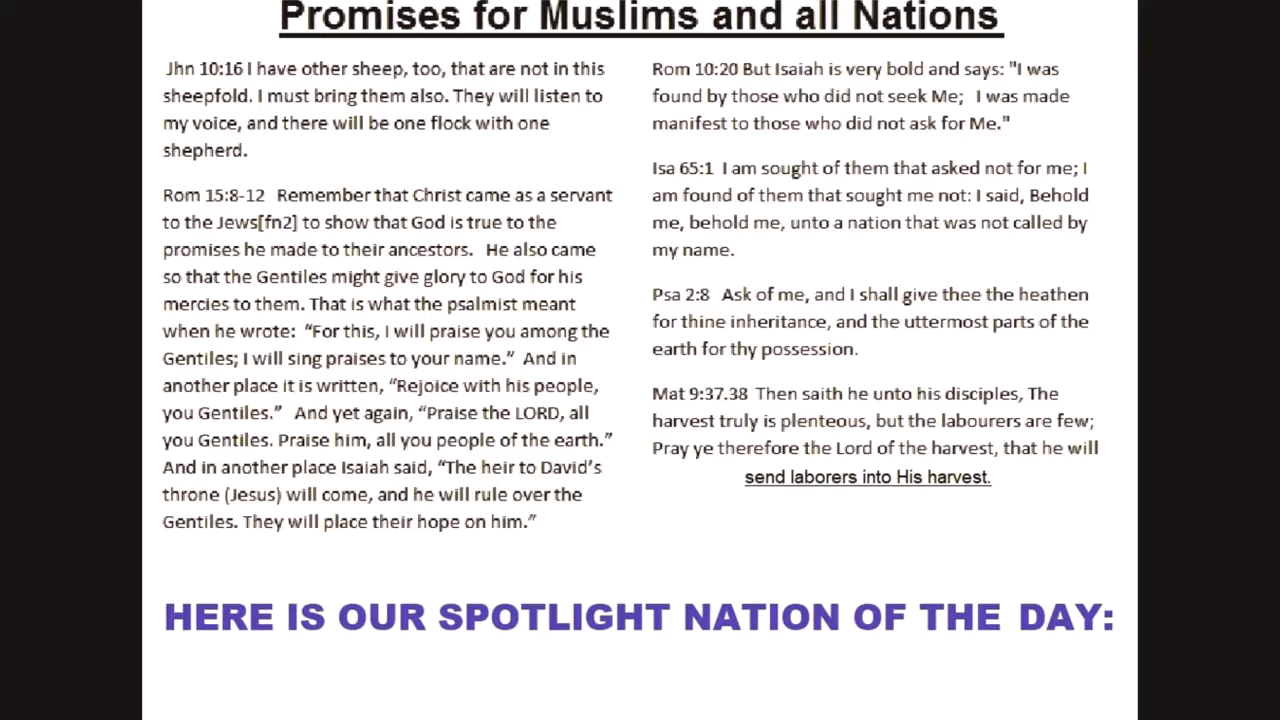 Promises for Muslims and all Nations
Jhn 10:16 I have other sheep, too, that are not in this
sheepfold. I must bring them also. They will listen to
my voice, and there will be one flock with one
shepherd.
Rom 15:8-12 Remember that Christ came as a servant
to the Jews[fn2] to show that God is true to the
promises he made to their ancestors. He also came
so that the Gentiles might give glory to God for his
mercies to them. That is what the psalmist meant
when he wrote: “For this, I will praise you among the
Gentiles; I will sing praises to your name.” And in
another place it is written, “Rejoice with his people,
you Gentiles.” And yet again, “Praise the LORD, all
you Gentiles. Praise him, all you people of the earth.”
And in another place Isaiah said, “The heir to David’s
throne (Jesus) will come, and he will rule over the
Gentiles. They will place their hope on him.”
Rom 10:20 But Isaiah is very bold and says: "I was
found by those who did not seek Me; I was made
manifest to those who did not ask for Me."
Isa 65:1 I am sought of them that asked not for me; I
am found of them that sought me not: I said, Behold
me, behold me, unto a nation that was not called by
my name.
Psa 2:8 Ask of me, and I shall give thee the heathen
for thine inheritance, and the uttermost parts of the
earth for thy possession.
Mat 9:37.38 Then saith he unto his disciples, The
harvest truly is plenteous, but the labourers are few;
Pray ye therefore the Lord of the harvest, that he will
send laborers into His harvest.
HERE IS OUR SPOTLIGHT NATION OF THE DAY: